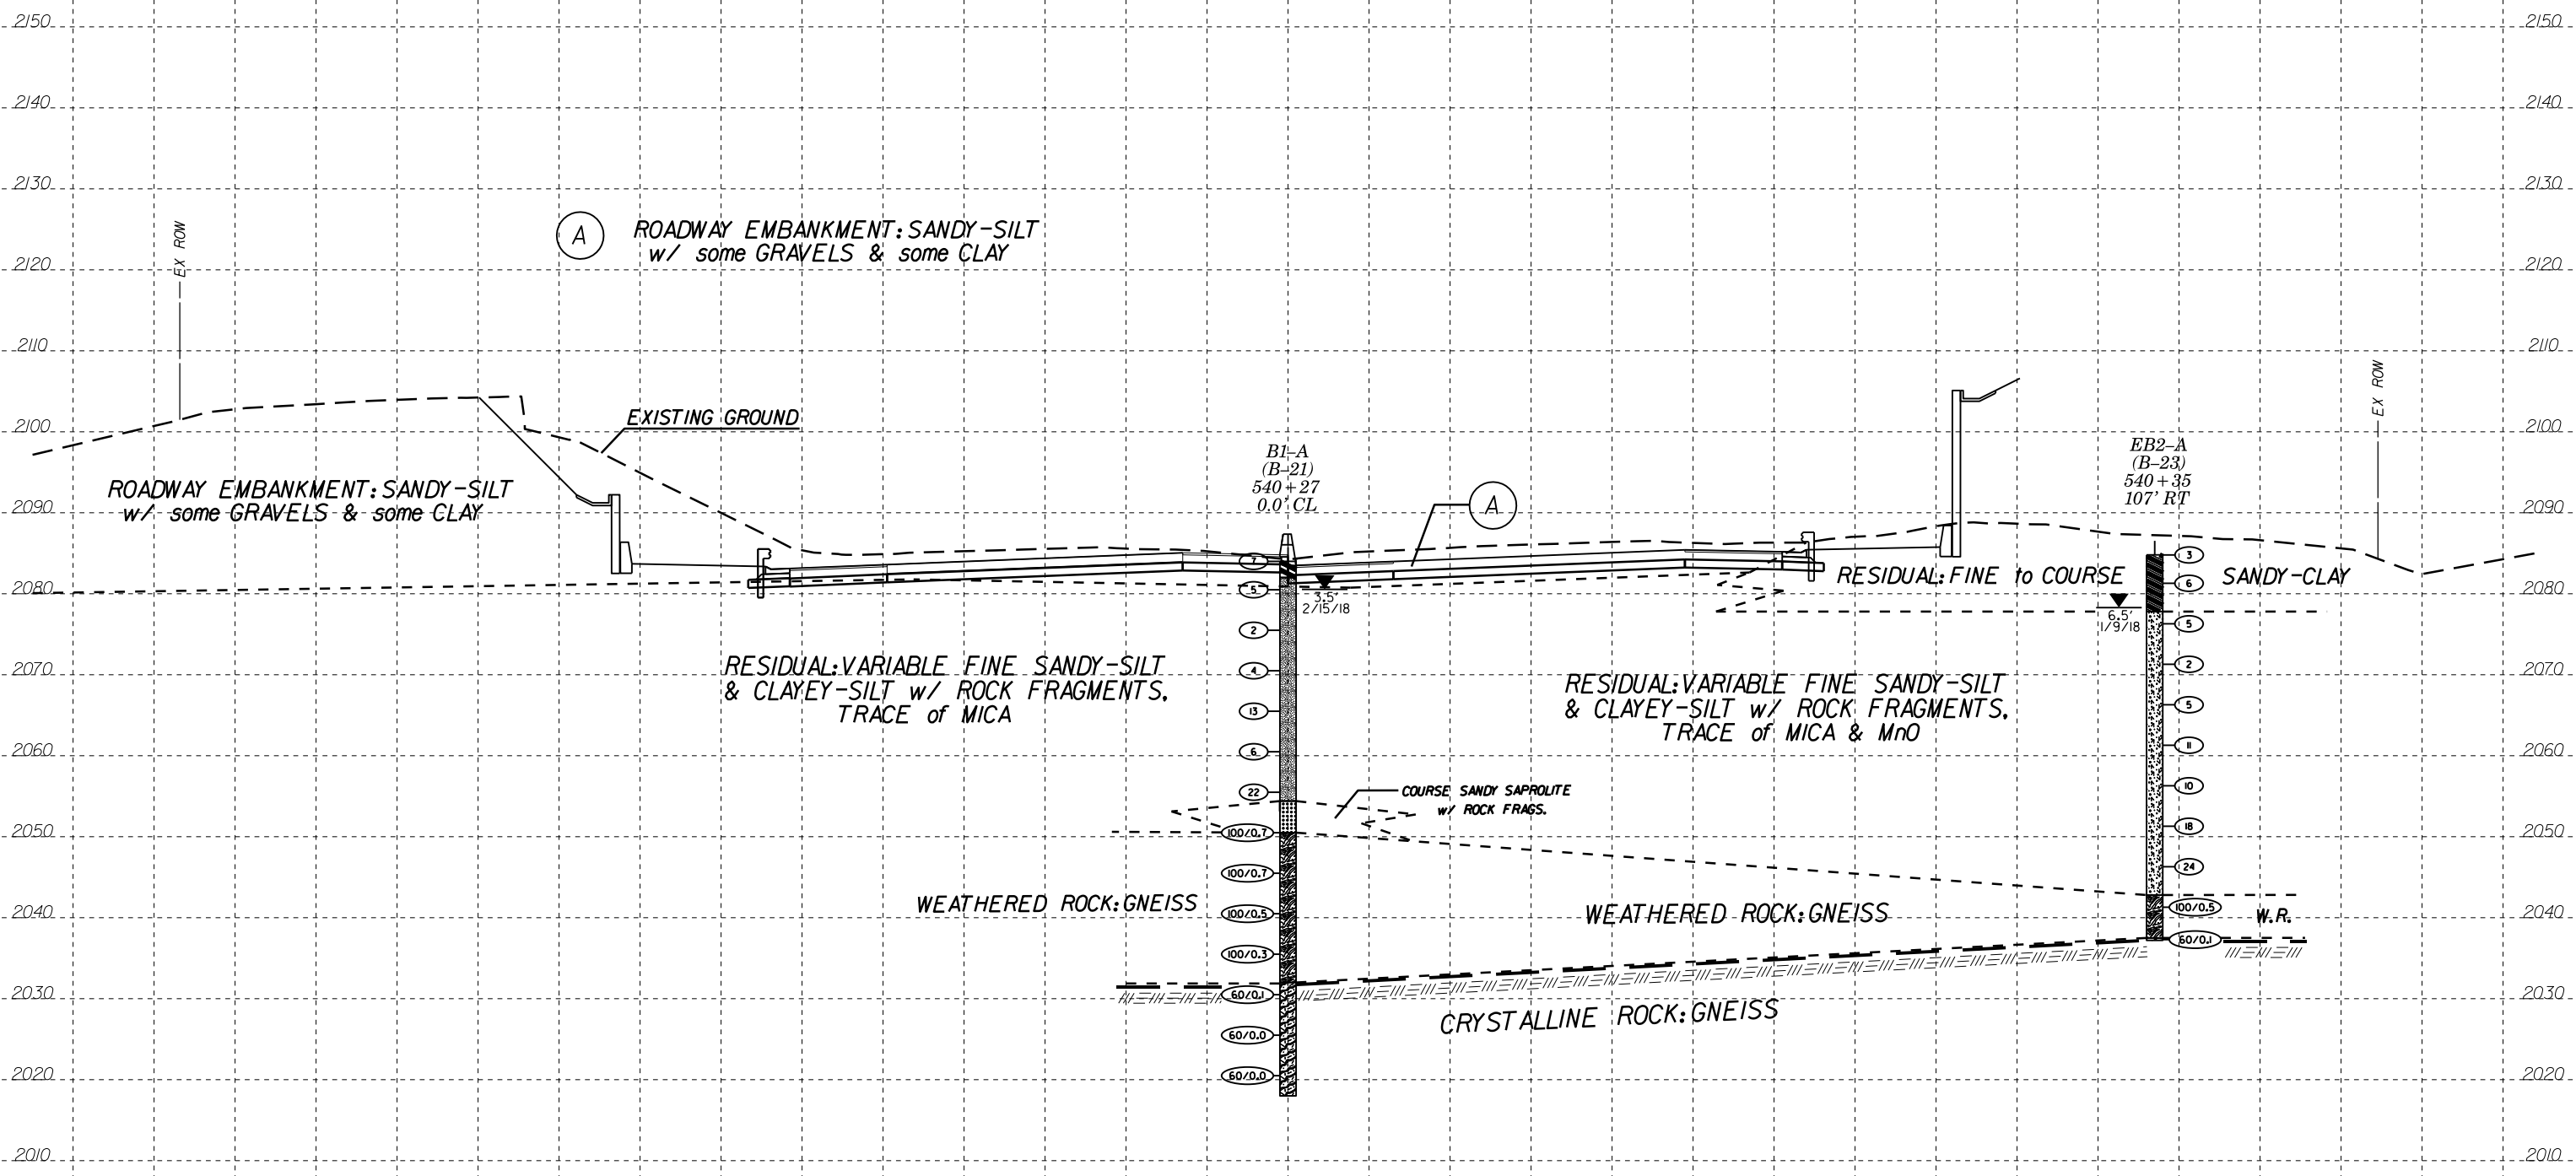 2150 2150
2140 2140
2130 2130
2120 2120
2110 2110
2100 2100
2090 2090
2080 2080
2070 2070
2060 2060
2050 2050
2040 2040
2030 2030
2020 2020
2010 2010
EX ROW
A
ROADWAY EMBANKMENT: SANDY-SILT
w/ some GRAVELS & some CLAY
EXISTING GROUND
ROADWAY EMBANKMENT: SANDY-SILT
w/ some GRAVELS & some CLAY
B1-A
(B-21)
540+27
0.0' CL
A
EX ROW
EB2-A
(B-23)
540+35
107' RT
7
5
2
4
13
6
22
100/0.7
100/0.7
100/0.5
100/0.3
60/0.1
60/0.0
60/0.0
3.5'
2/15/18
RESIDUAL: FINE to COURSE SANDY-CLAY
6.5'
1/9/18
3
6
5
2
5
11
10
18
24
100/0.5
60/0.1
RESIDUAL: VARIABLE FINE SANDY-SILT
& CLAYEY-SILT w/ ROCK FRAGMENTS,
TRACE of MICA
RESIDUAL: VARIABLE FINE SANDY-SILT
& CLAYEY-SILT w/ ROCK FRAGMENTS,
TRACE of MICA & MnO
COURSE SANDY SAPROLITE
w/ ROCK FRAGS.
WEATHERED ROCK: GNEISS
WEATHERED ROCK: GNEISS
W.R.
CRYSTALLINE ROCK: GNEISS